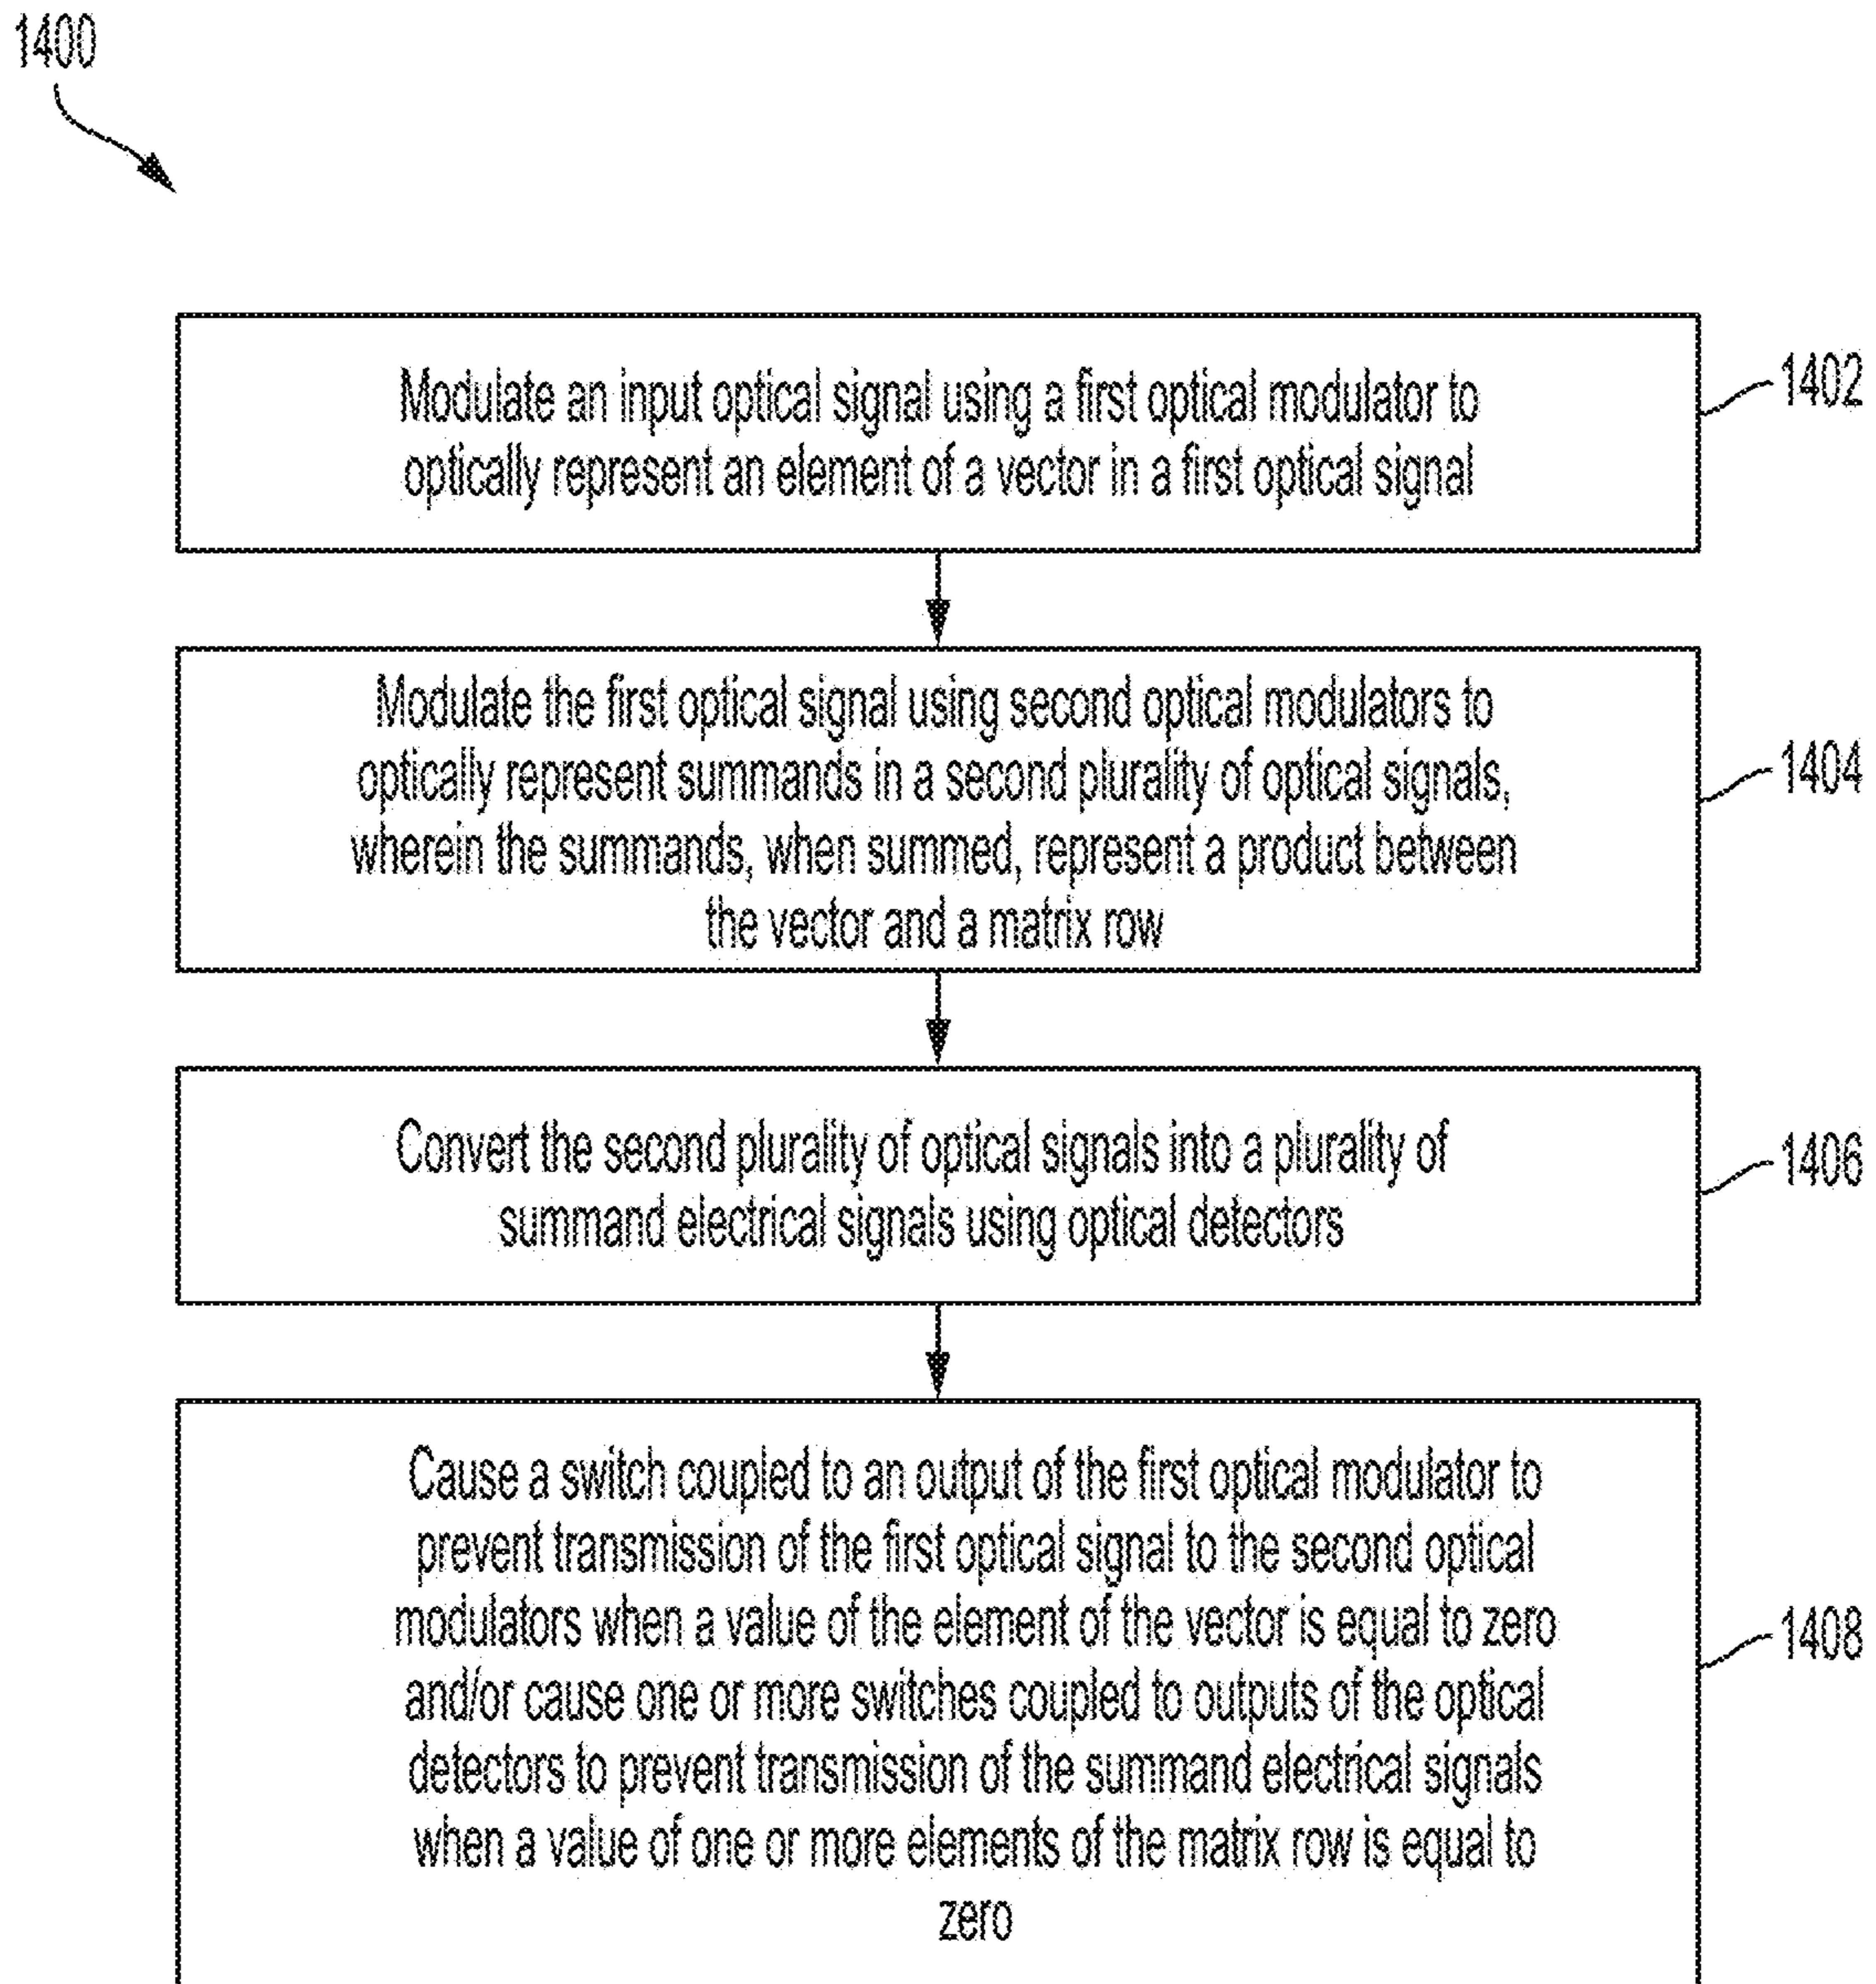 1400
Modulate an input optical signal using a first optical modulator to
optically represent an element of a vector in a first optical signal
1402
Modulate the first optical signal using second optical modulators to
optically represent summands in a second plurality of optical signals,
wherein the summands, when summed, represent a product between
the vector and a matrix row
1404
Convert the second plurality of optical signals into a plurality of
summand electrical signals using optical detectors
1406
Cause a switch coupled to an output of the first optical modulator to
prevent transmission of the first optical signal to the second optical
modulators when a value of the element of the vector is equal to zero
and/or cause one or more switches coupled to outputs of the optical
detectors to prevent transmission of the summand electrical signals
when a value of one or more elements of the matrix row is equal to
zero
1408